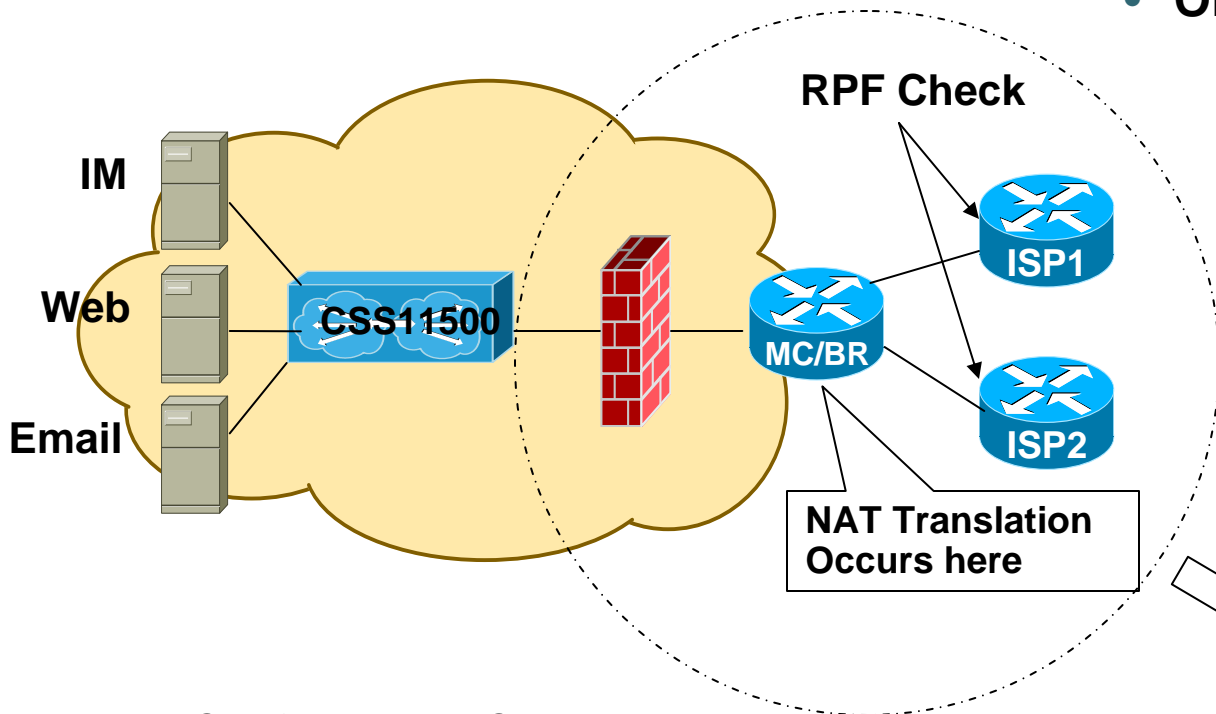 RPF Check
IM
ISP1
Web
CSS11500
MC/BR
Email
ISP2
NAT Translation
Occurs here